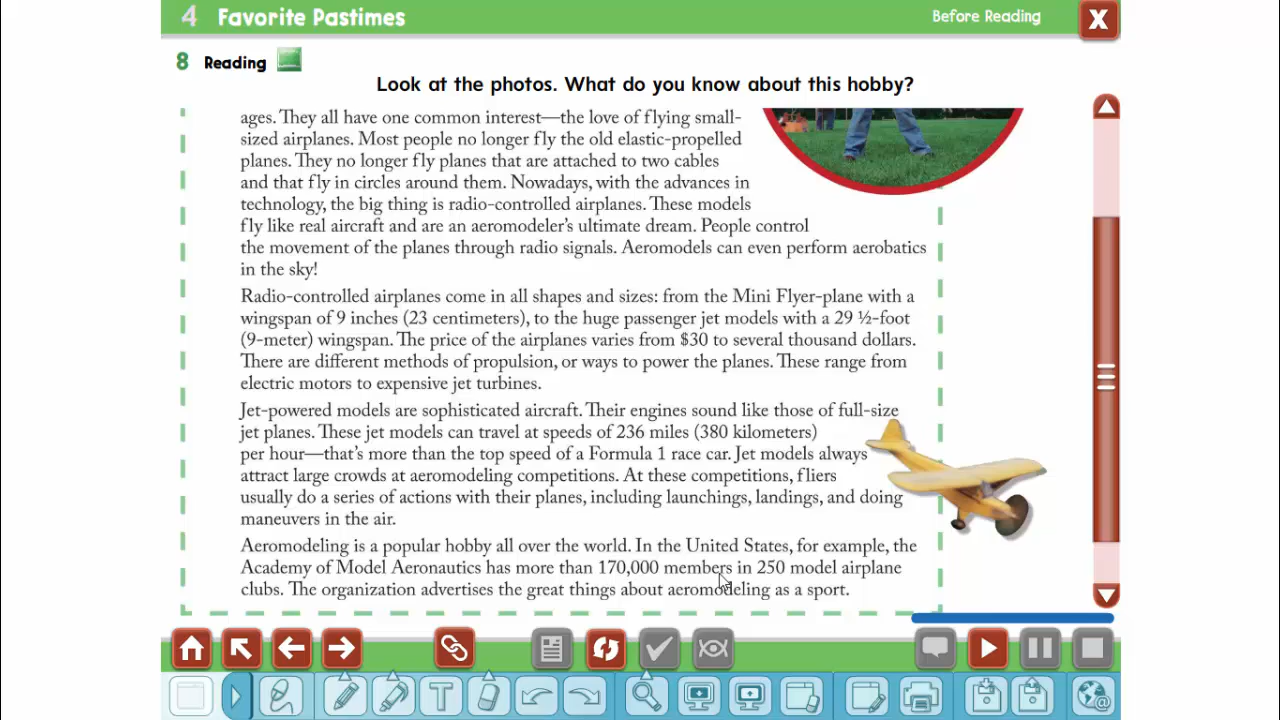 4 Favorite Pastimes
Before Reading
X
8 Reading
Look at the photos. What do you know about this hobby?
ages. They all have one common interest—the love of flying small-
sized airplanes. Most people no longer fly the old elastic-propelled
planes. They no longer fly planes that are attached to two cables
and that fly in circles around them. Nowadays, with the advances in
technology, the big thing is radio-controlled airplanes. These models
fly like real aircraft and are an aeromodeler's ultimate dream. People control
the movement of the planes through radio signals. Aeromodels can even perform aerobatics
in the sky!
Radio-controlled airplanes come in all shapes and sizes: from the Mini Flyer-plane with a
wingspan of 9 inches (23 centimeters), to the huge passenger jet models with a 29 ½-foot
(9-meter) wingspan. The price of the airplanes varies from $30 to several thousand dollars.
There are different methods of propulsion, or ways to power the planes. These range from
electric motors to expensive jet turbines.
Jet-powered models are sophisticated aircraft. Their engines sound like those of full-size
jet planes. These jet models can travel at speeds of 236 miles (380 kilometers)
per hour—that's more than the top speed of a Formula 1 race car. Jet models always
attract large crowds at aeromodeling competitions. At these competitions, fliers
usually do a series of actions with their planes, including launchings, landings, and doing
maneuvers in the air.
Aeromodeling is a popular hobby all over the world. In the United States, for example, the
Academy of Model Aeronautics has more than 170,000 members in 250 model airplane
clubs. The organization advertises the great things about aeromodeling as a sport.
T
@